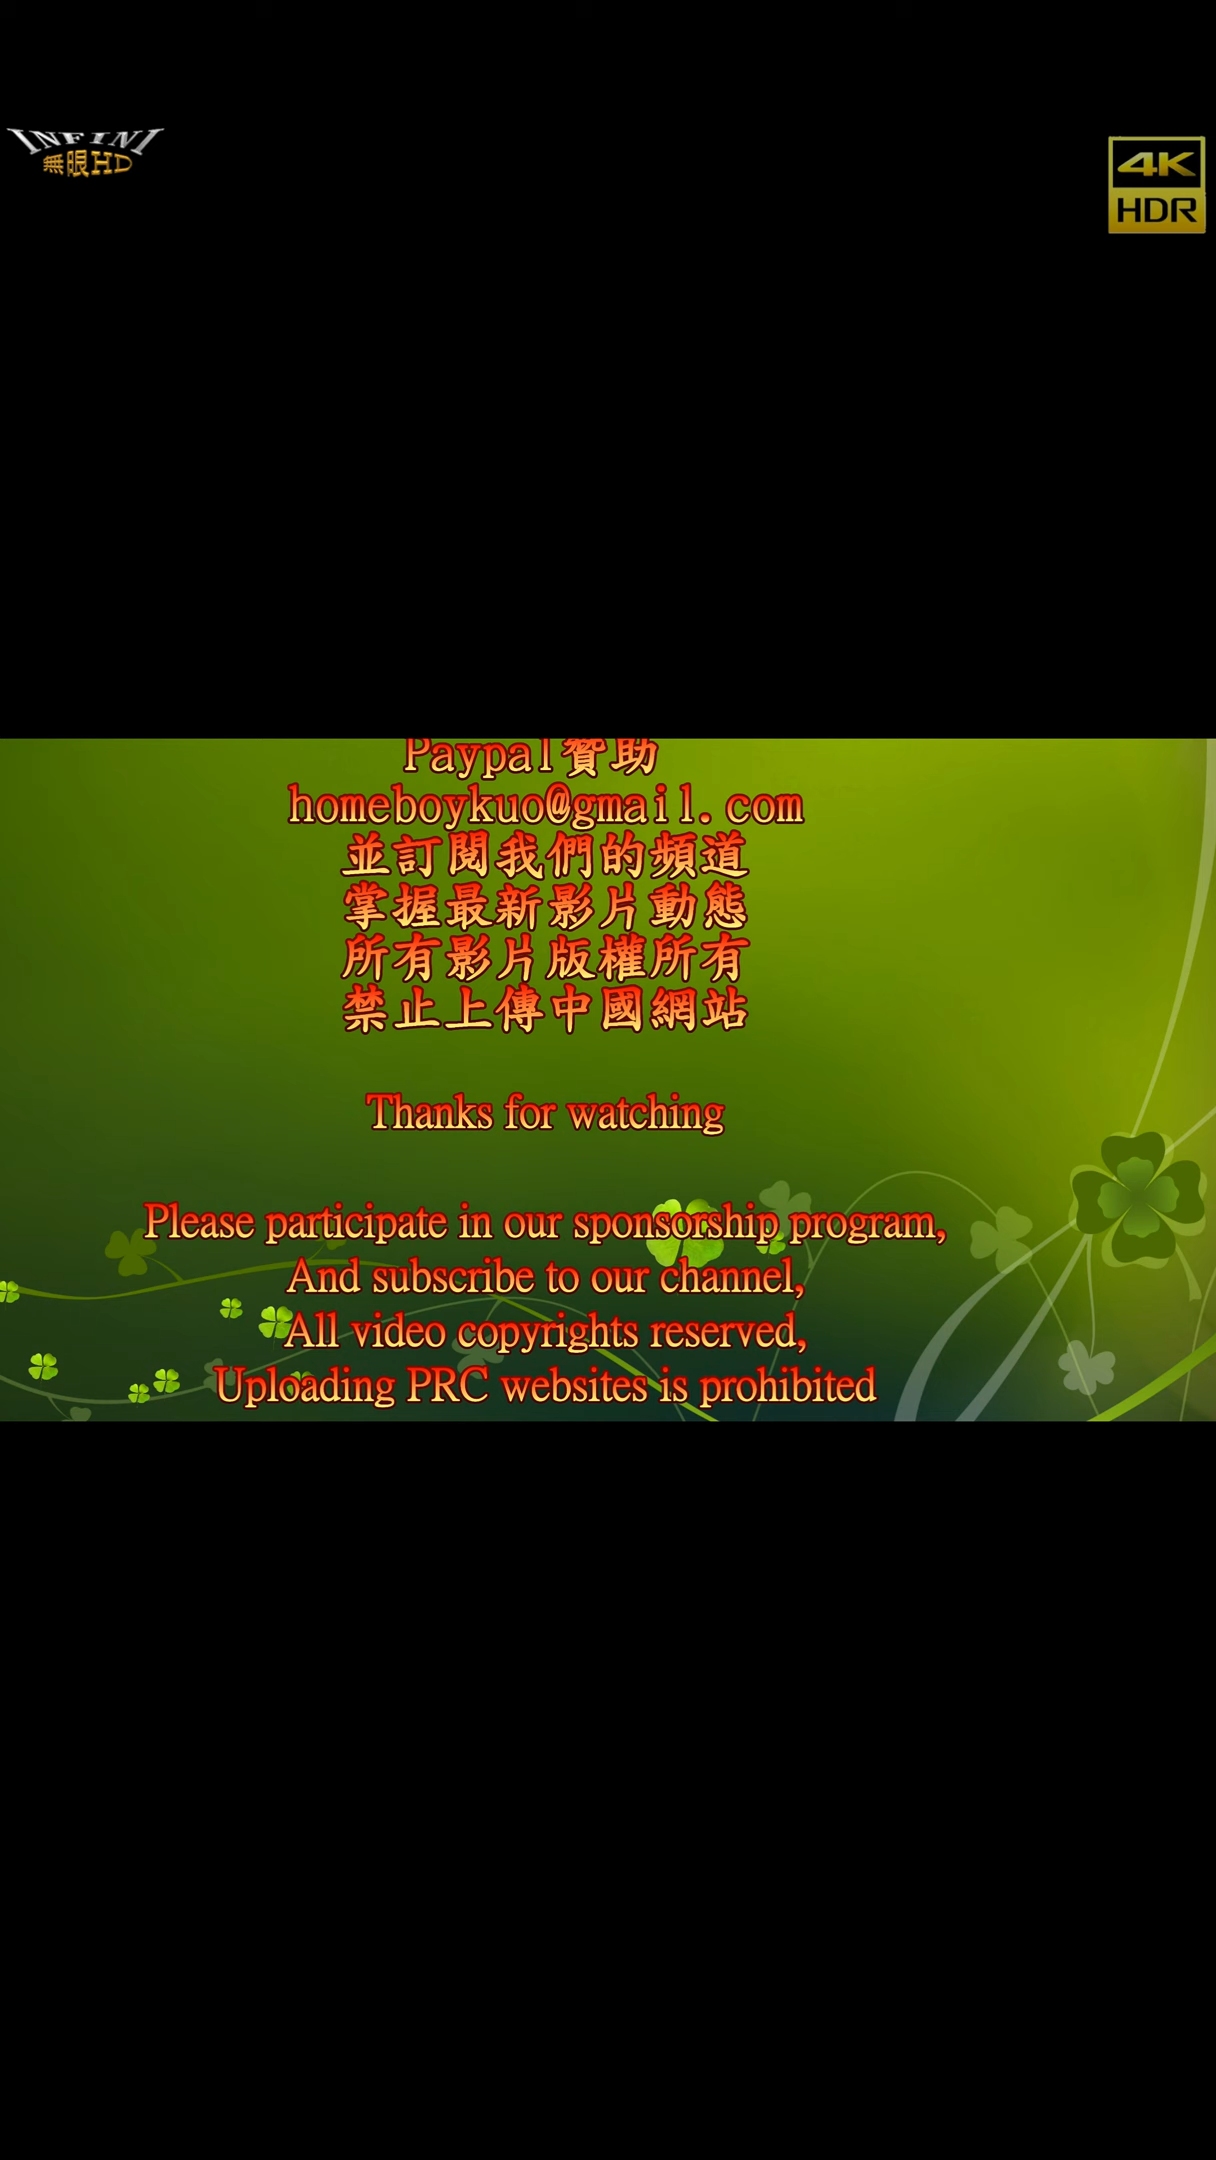 INFINI
無限HD
4K
HDR
Paypal贊助
homeboykuo@gmail.com
並訂閱我們的頻道
掌握最新影片動態
所有影片版權所有
禁止上傳中國網站
Thanks for watching
Please participate in our sponsorship program,
And subscribe to our channel,
All video copyrights reserved,
Uploading PRC websites is prohibited